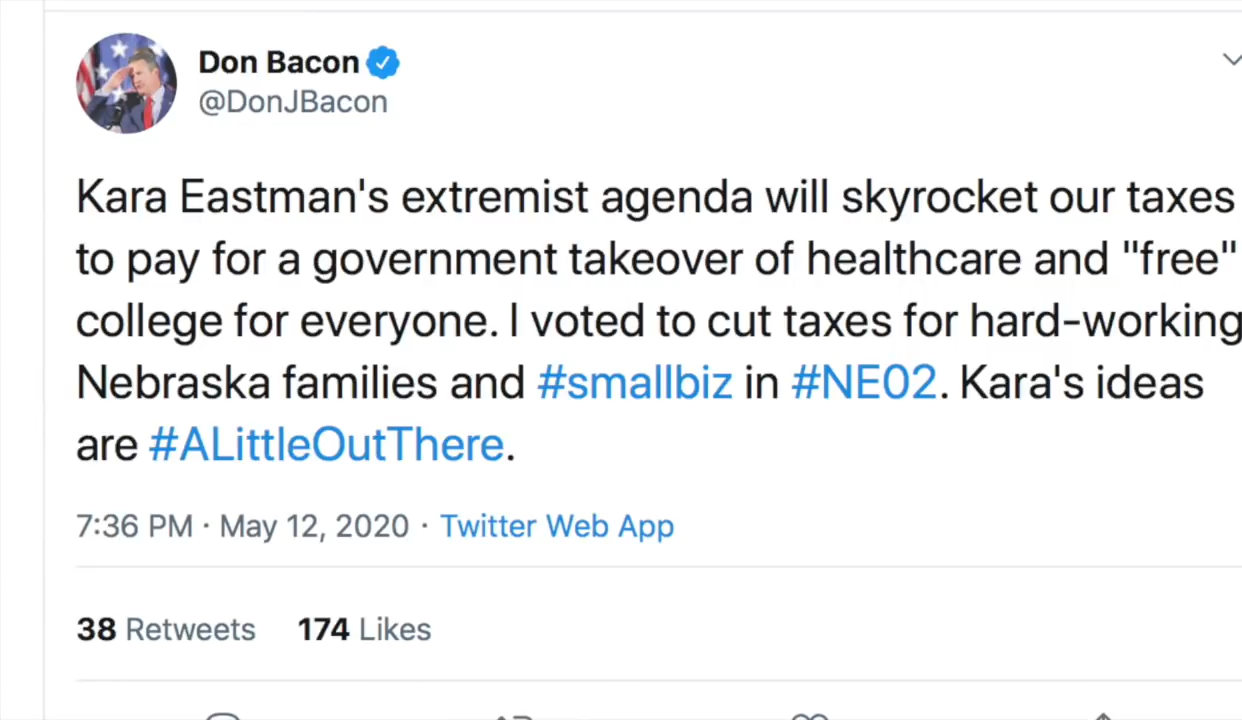 Don Bacon
@DonJBacon
Kara Eastman's extremist agenda will skyrocket our taxes
to pay for a government takeover of healthcare and "free"
college for everyone. I voted to cut taxes for hard-working
Nebraska families and #smallbiz in #NE02. Kara's ideas
are #ALittleOutThere.
7:36 PM · May 12, 2020 · Twitter Web App
38 Retweets 174 Likes